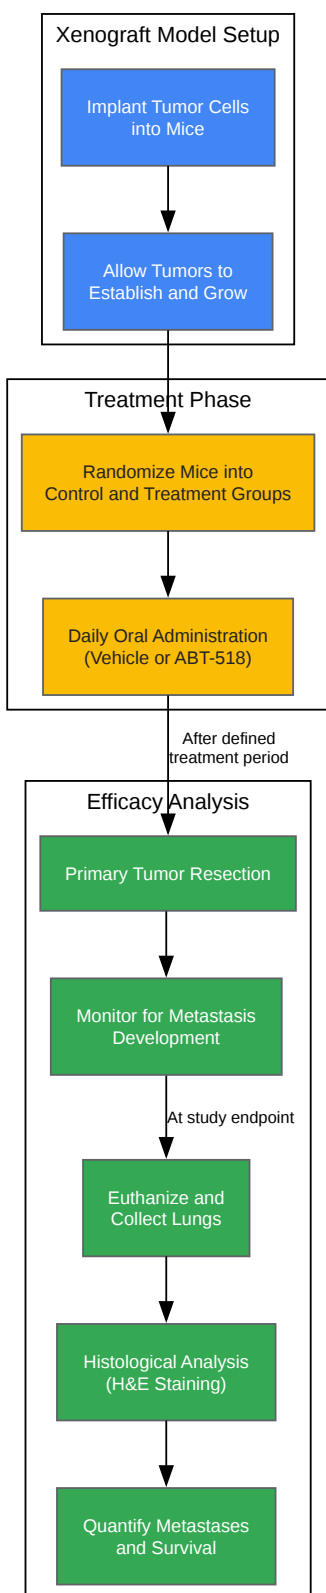 Xenograft Model Setup
Implant Tumor Cells
into Mice
Allow Tumors to
Establish and Grow
Treatment Phase
Randomize Mice into
Control and Treatment Groups
Daily Oral Administration
(Vehicle or ABT-518)
After defined
treatment period
Efficacy Analysis
Primary Tumor Resection
Monitor for Metastasis
Development
At study endpoint
Euthanize and
Collect Lungs
Histological Analysis
(H&E Staining)
Quantify Metastases
and Survival